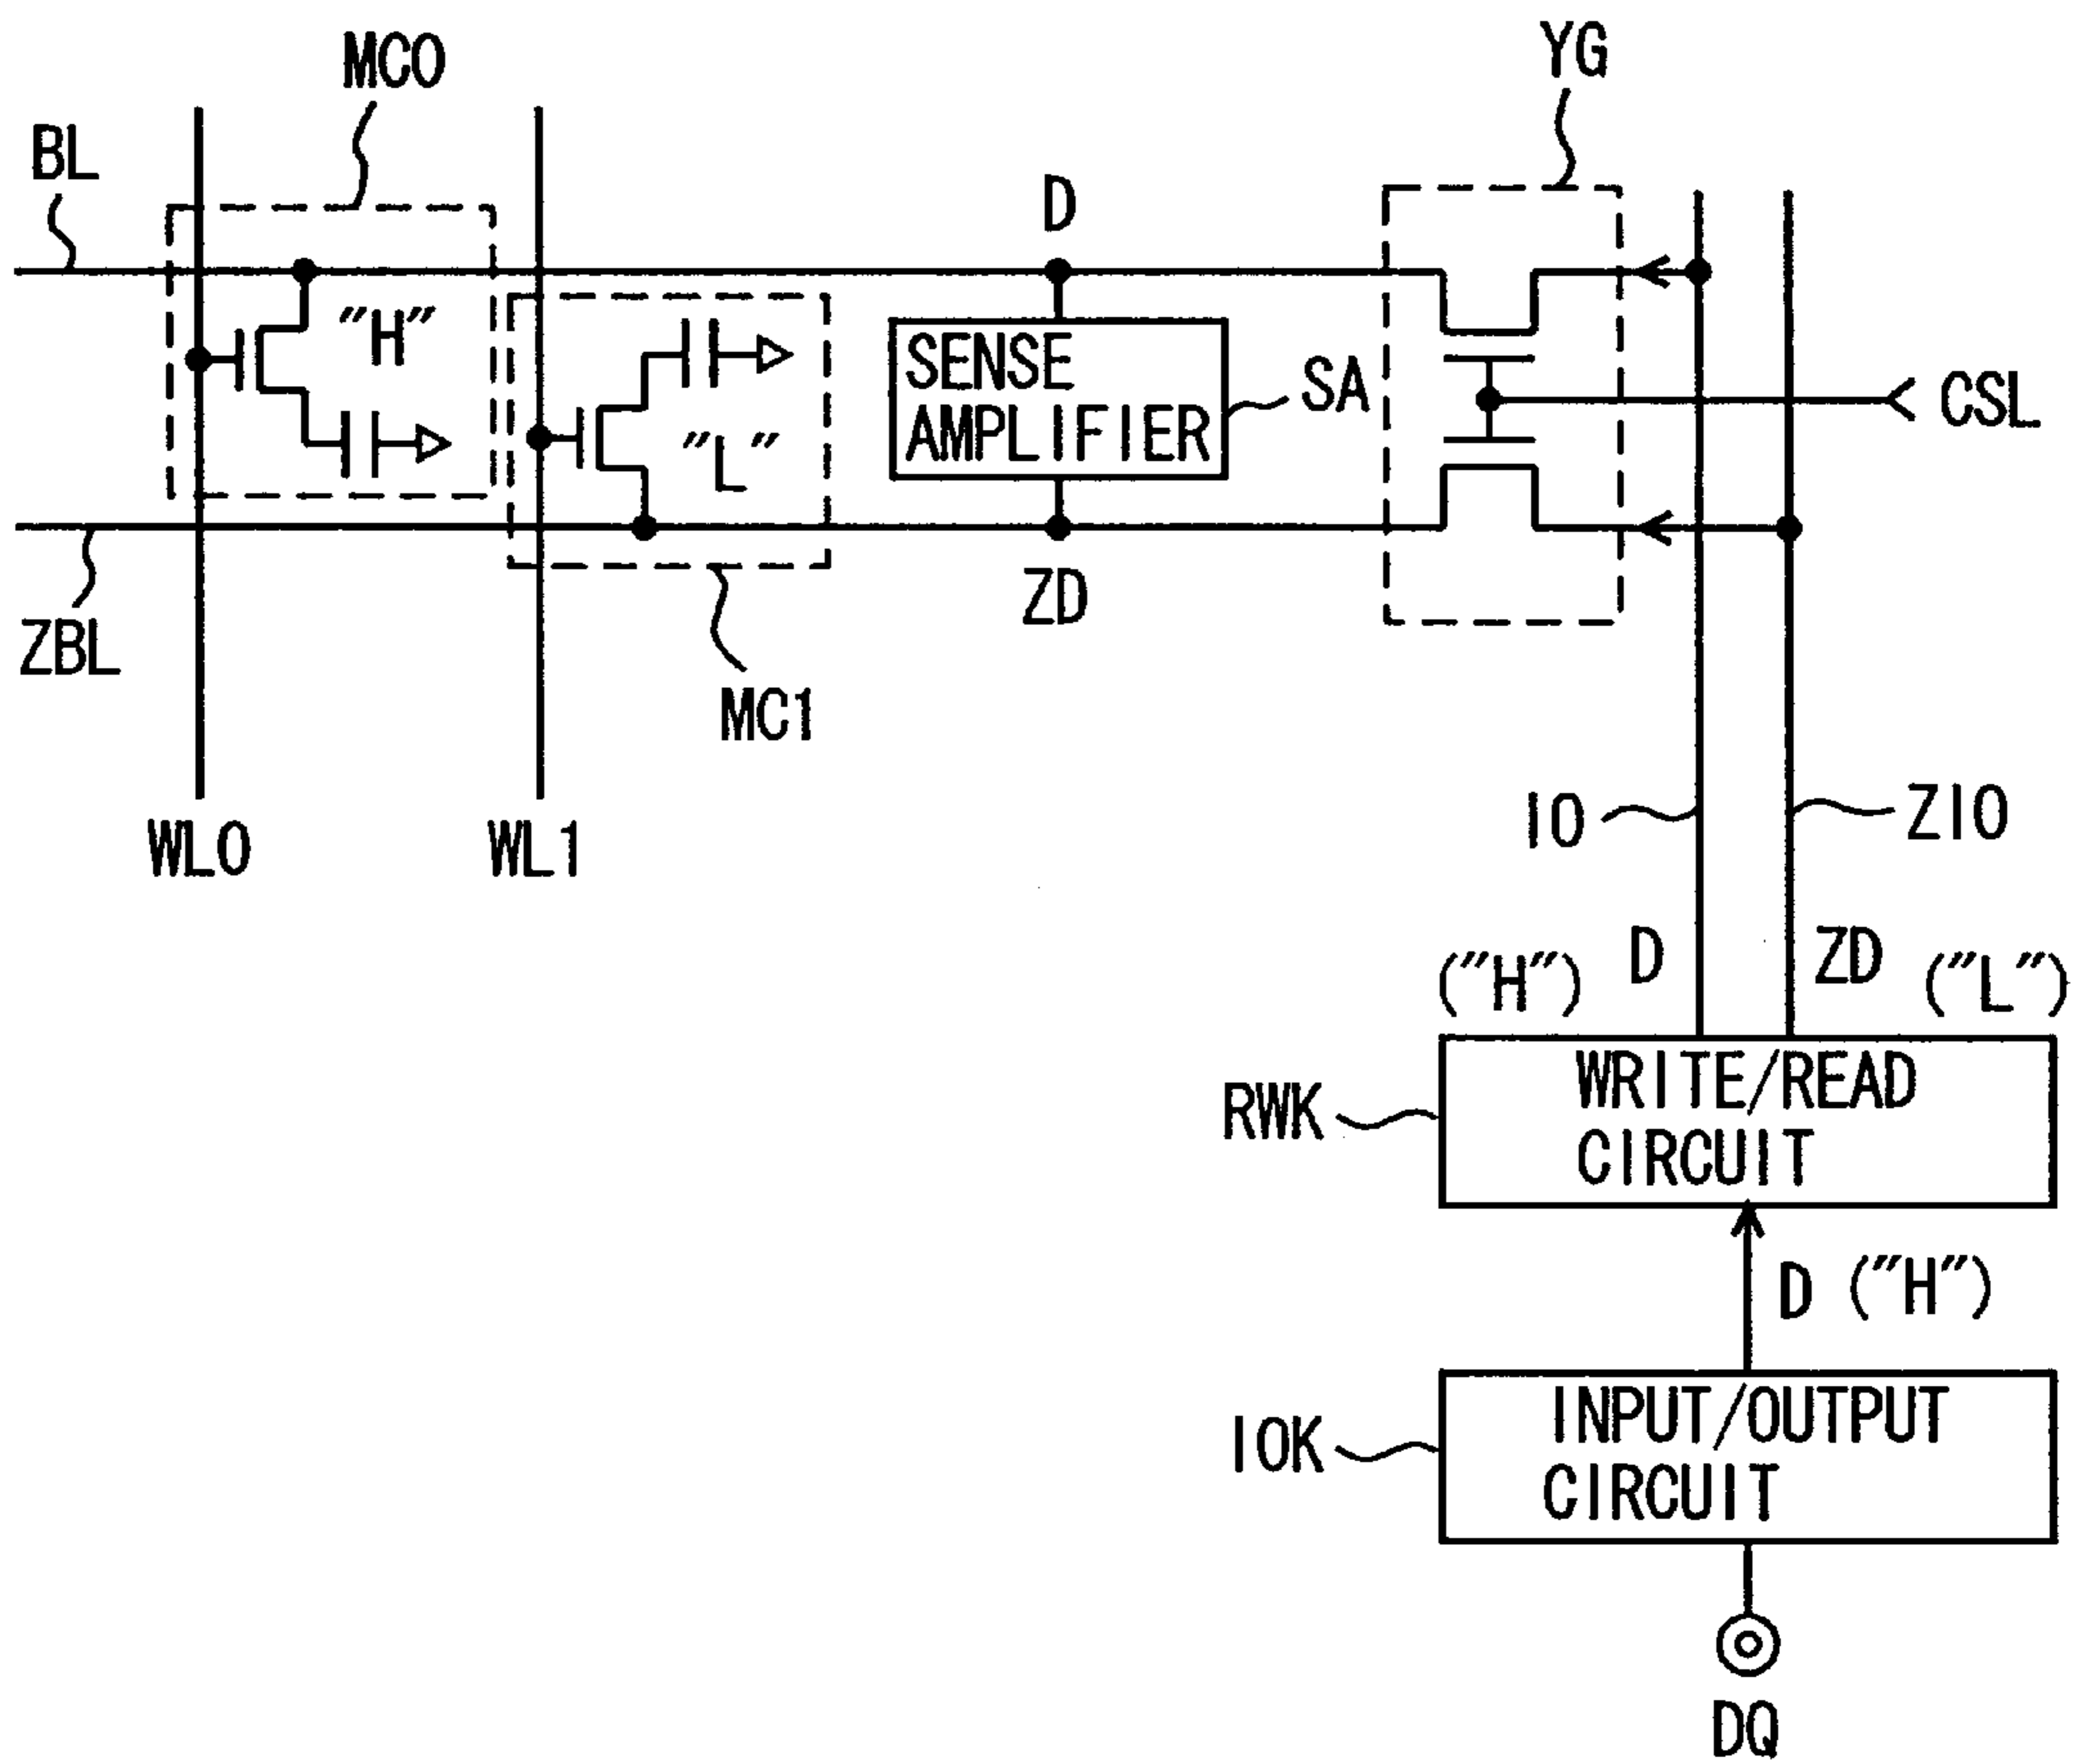 MC0
YG
BL
D
"H"
SENSE
AMPLIFIER
SA
CSL
"L"
ZD
ZBL
MC1
WL0
WL1
IO
ZIO
("H")
D
ZD
("L")
RWK
WRITE/READ
CIRCUIT
D ("H")
IOK
INPUT/OUTPUT
CIRCUIT
DQ